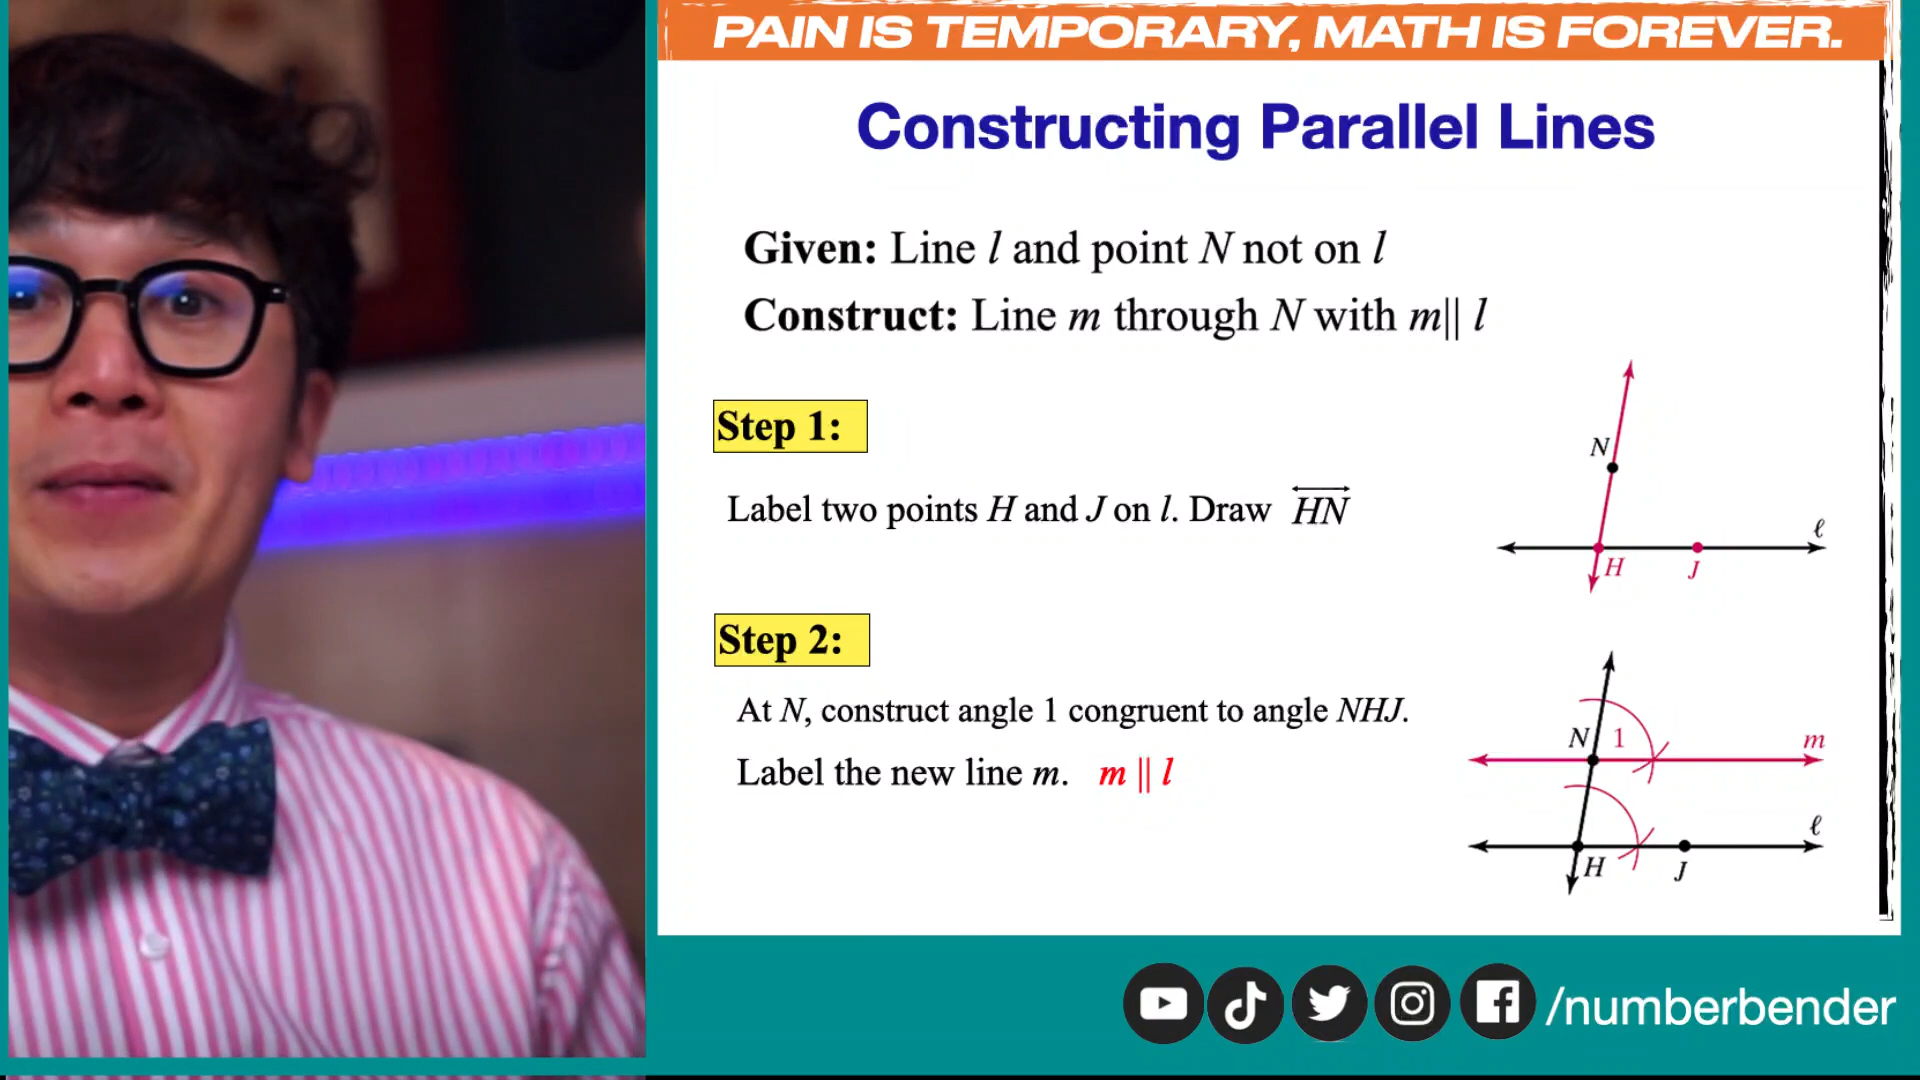 PAIN IS TEMPORARY, MATH IS FOREVER.
Constructing Parallel Lines
Given: Line l and point N not on l
Construct: Line m through N with m|| l
Step 1:
Label two points H and J on l. Draw HN
N
ℓ
H
J
Step 2:
At N, construct angle 1 congruent to angle NHJ.
Label the new line m. m || l
N
1
m
ℓ
H
J
/numberbender